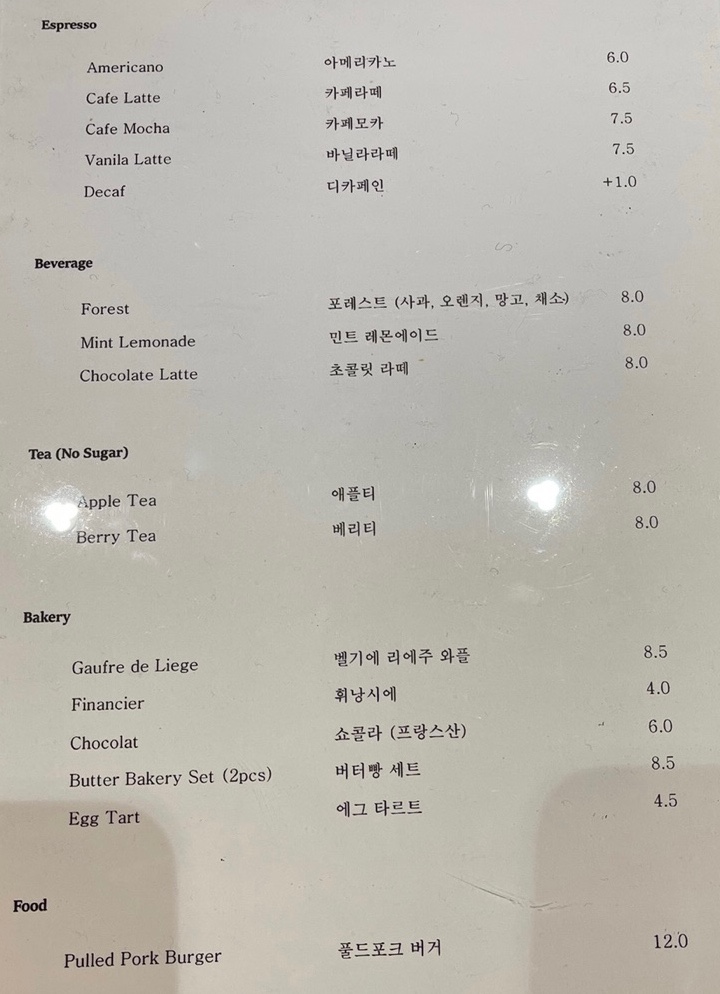 Espresso
Americano 아메리카노 6.0
Cafe Latte 카페라떼 6.5
Cafe Mocha 카페모카 7.5
Vanila Latte 바닐라라떼 7.5
Decaf 디카페인 +1.0
Beverage
Forest 포레스트 (사과, 오렌지, 망고, 채소) 8.0
Mint Lemonade 민트 레몬에이드 8.0
Chocolate Latte 초콜릿 라떼 8.0
Tea (No Sugar)
Apple Tea 애플티 8.0
Berry Tea 베리티 8.0
Bakery
Gaufre de Liege 벨기에 리에주 와플 8.5
Financier 휘낭시에 4.0
Chocolat 쇼콜라 (프랑스산) 6.0
Butter Bakery Set (2pcs) 버터빵 세트 8.5
Egg Tart 에그 타르트 4.5
Food
Pulled Pork Burger 풀드포크 버거 12.0